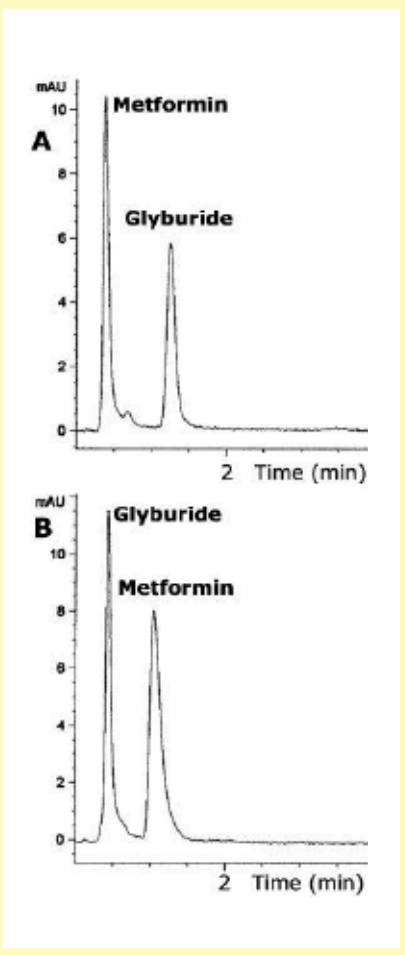 mAU
10
Metformin
A
8
Glyburide
6
4
2
0
2 Time (min)
mAU
Glyburide
B
10
Metformin
8
6
4
2
0
2 Time (min)